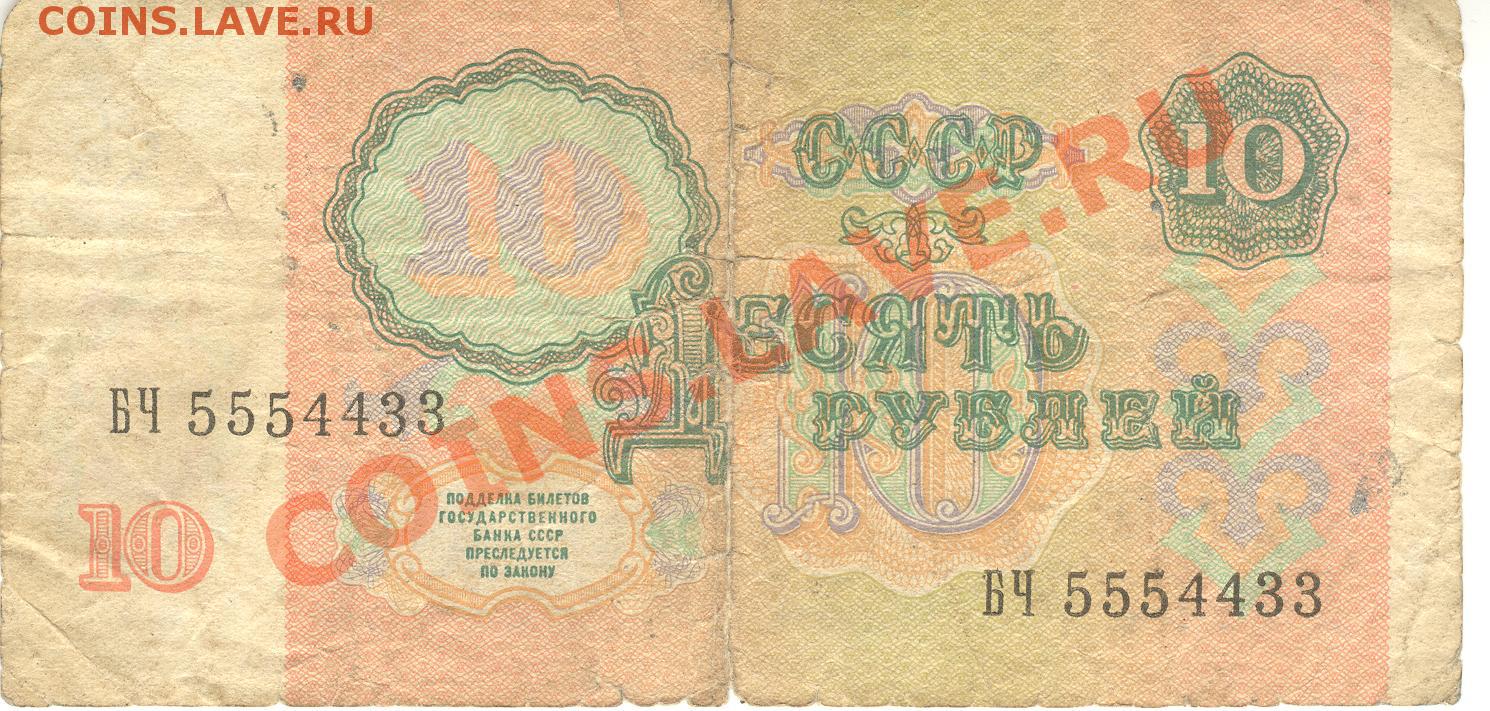 COINS.LAVE.RU
10
СССР
10
ДЕСЯТЬ
РУБЛЕЙ
10
БЧ 5554433
COINS.LAVE.RU
10
ПОДДЕЛКА БИЛЕТОВ
ГОСУДАРСТВЕННОГО
БАНКА СССР
ПРЕСЛЕДУЕТСЯ
ПО ЗАКОНУ
БЧ 5554433